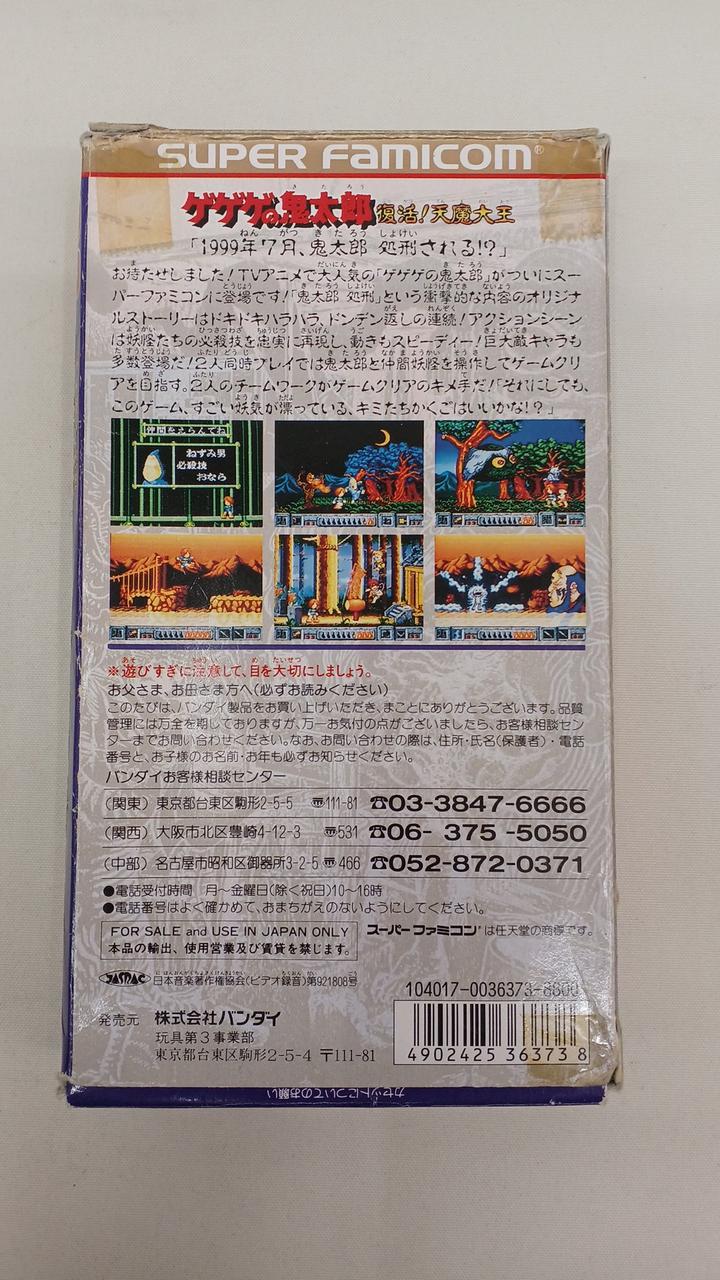 SUPER FAMICOM®
ゲゲゲの鬼太郎 復活!天魔大王
「1999年7月、鬼太郎 処刑される!?」
お待たせしました!TVアニメで大人気の「ゲゲゲの鬼太郎」がついにスー
パーファミコンに登場です!「鬼太郎 処刑」という衝撃的な内容のオリジナ
ルストーリーはドキドキハラハラ、ドンデン返しの連続!アクションシーン
は妖怪たちの必殺技を忠実に再現し、動きもスピーディー!巨大敵キャラも
多数登場だ!2人同時プレイでは鬼太郎と仲間妖怪を操作してゲームクリ
アを目指す。2人のチームワークがゲームクリアのキメ手だ!「それにしても、
このゲーム、すごい妖気が漂っている、キミたちかくごはいいかな!?」
仲間をえらんでね
ねずみ男
必殺技
おなら
※遊びすぎに注意して、目を大切にしましょう。
お父さま、お母さま方へ(必ずお読みください)
このたびは、バンダイ製品をお買い上げいただき、まことにありがとうございます。品質
管理には万全を期しておりますが、万一お気付の点がございましたら、お客様相談セン
ターまでお問い合わせください。なお、お問い合わせの際は、住所・氏名(保護者)・電話
番号と、お子様のお名前・お年も必ずお知らせください。
バンダイお客様相談センター
(関東) 東京都台東区駒形2-5-5 〒111-81 ☎03-3847-6666
(関西) 大阪市北区豊崎4-12-3 〒531 ☎06- 375 -5050
(中部) 名古屋市昭和区御器所3-2-5 〒466 ☎052-872-0371
●電話受付時間 月〜金曜日(除く祝日)10〜16時
●電話番号はよく確かめて、おまちがえのないようにしてください。
FOR SALE and USE IN JAPAN ONLY
本品の輸出、使用営業及び賃貸を禁じます。
スーパーファミコン®は任天堂の商標です。
JASRAC 日本音楽著作権協会(ビデオ録音)第921808号
104017-0036373-8800
発売元 株式会社バンダイ
玩具第3事業部
東京都台東区駒形2-5-4 〒111-81
4902425 36373 8
カセットについてのお願い